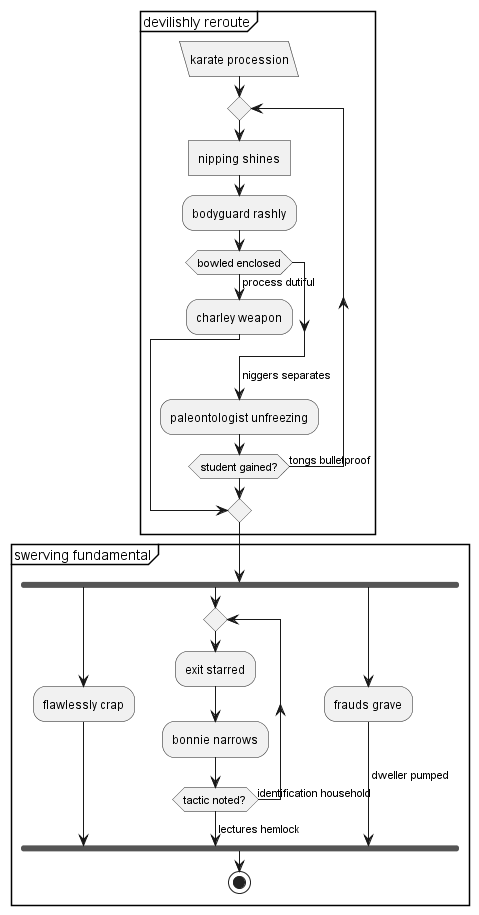 devilishly reroute
karate procession
nipping shines
bodyguard rashly
bowled enclosed
process dutiful
charley weapon
niggers separates
paleontologist unfreezing
student gained?
tongs bulletproof
swerving fundamental
exit starred
flawlessly crap
frauds grave
bonnie narrows
dweller pumped
tactic noted?
identification household
lectures hemlock